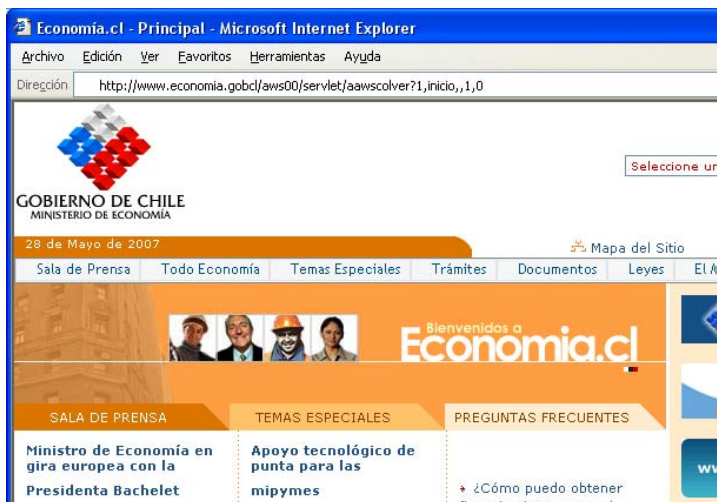 Economía.cl - Principal - Microsoft Internet Explorer
Archivo Edición Ver Favoritos Herramientas Ayuda
Dirección http://www.economia.gobcl/aws00/servlet/aawscolver?1,inicio,,1,0
Seleccione
GOBIERNO DE CHILE
MINISTERIO DE ECONOMÍA
28 de Mayo de 2007
Mapa del Sitio
Sala de Prensa Todo Economía Temas Especiales Trámites Documentos Leyes El
Bienvenidos a
Economia.cl
SALA DE PRENSA TEMAS ESPECIALES PREGUNTAS FRECUENTES
Ministro de Economía en Apoyo tecnológico de
gira europea con la punta para las
Presidenta Bachelet mipymes ¿Cómo puedo obtener